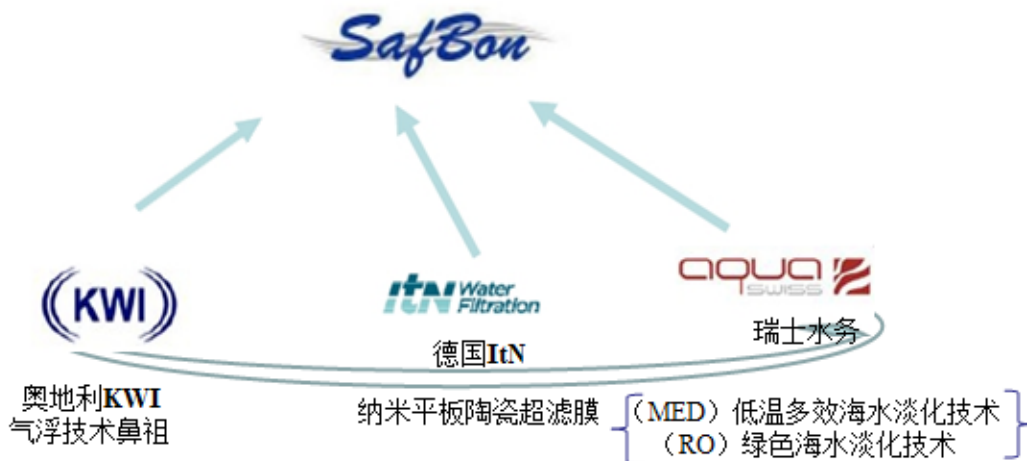 SafBon
KWI
ItN Water
Filtration
aqua
SWISS
德国ItN
瑞士水务
奥地利KWI
气浮技术鼻祖
纳米平板陶瓷超滤膜
（MED）低温多效海水淡化技术
（RO）绿色海水淡化技术